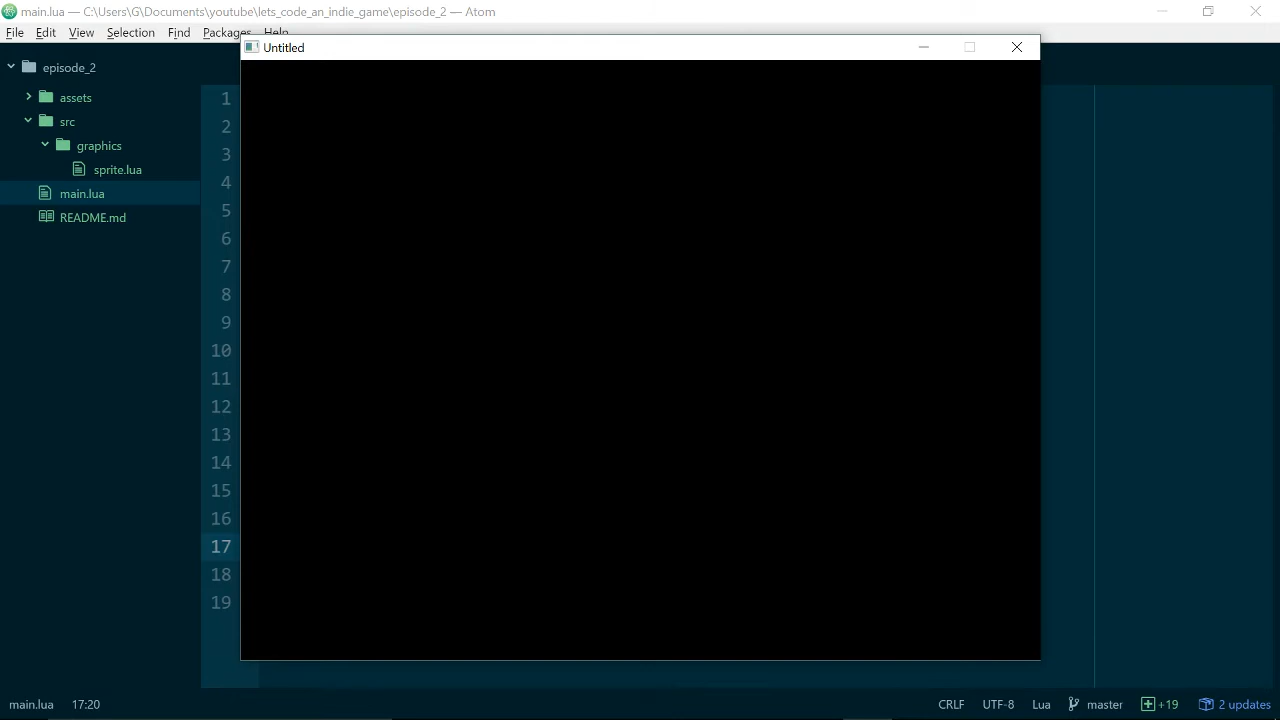 main.lua — C:\Users\G\Documents\youtube\lets_code_an_indie_game\episode_2 — Atom
File Edit View Selection Find Packages Help
Untitled
episode_2
assets
src
graphics
sprite.lua
main.lua
README.md
1
2
3
4
5
6
7
8
9
10
11
12
13
14
15
16
17
18
19
main.lua 17:20 CRLF UTF-8 Lua master +19 2 updates